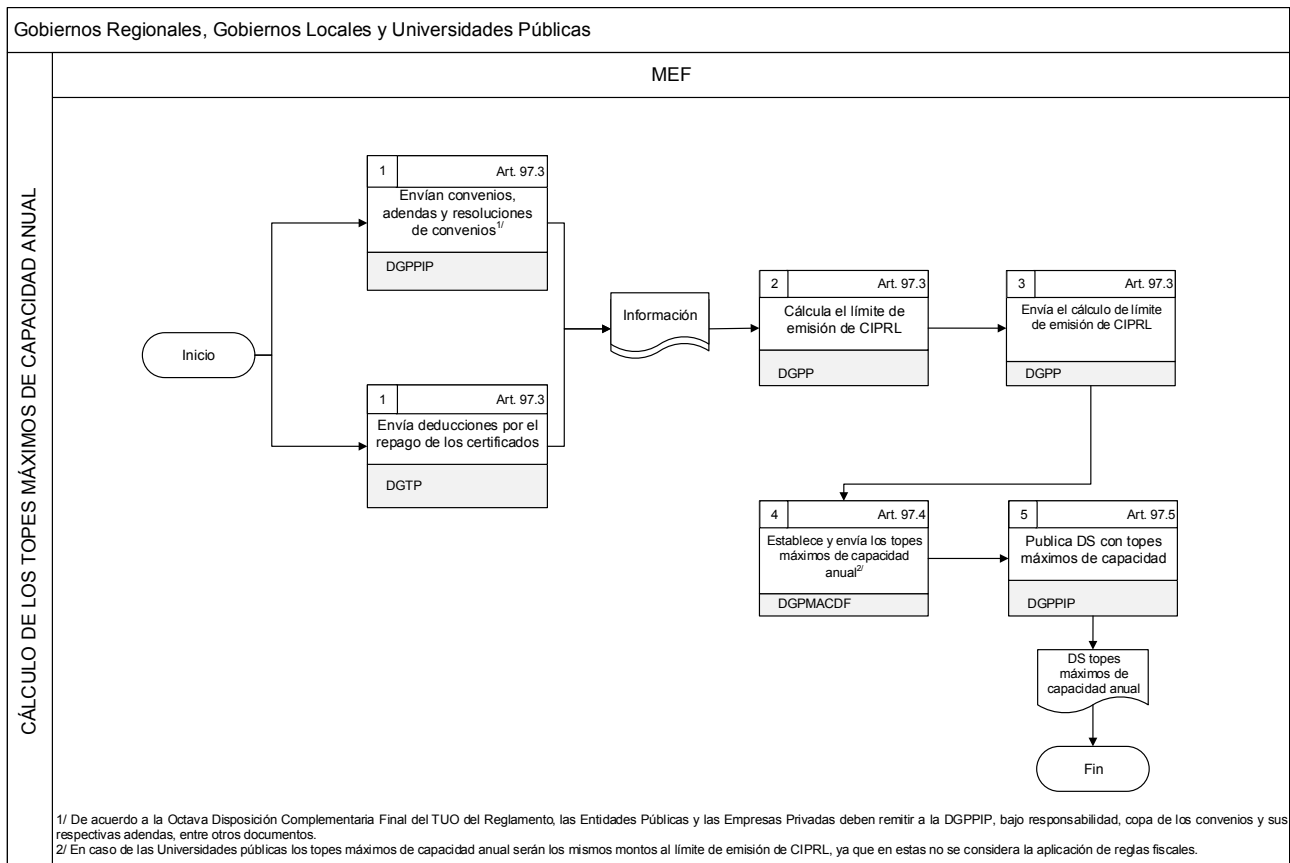 Gobiernos Regionales, Gobiernos Locales y Universidades Públicas
MEF
CÁLCULO DE LOS TOPES MÁXIMOS DE CAPACIDAD ANUAL
Inicio
1 Art. 97.3
Envían convenios,
adendas y resoluciones
de convenios1/
DGPPIP
1 Art. 97.3
Envía deducciones por el
repago de los certificados
DGTP
Información
2 Art. 97.3
Cálcula el límite de
emisión de CIPRL
DGPP
3 Art. 97.3
Envía el cálculo de límite
de emisión de CIPRL
DGPP
4 Art. 97.4
Establece y envía los topes
máximos de capacidad
anual2/
DGPMACDF
5 Art. 97.5
Publica DS con topes
máximos de capacidad
DGPPIP
DS topes
máximos de
capacidad anual
Fin
1/ De acuerdo a la Octava Disposición Complementaria Final del TUO del Reglamento, las Entidades Públicas y las Empresas Privadas deben remitir a la DGPPIP, bajo responsabilidad, copa de los convenios y sus
respectivas adendas, entre otros documentos.
2/ En caso de las Universidades públicas los topes máximos de capacidad anual serán los mismos montos al límite de emisión de CIPRL, ya que en estas no se considera la aplicación de reglas fiscales.